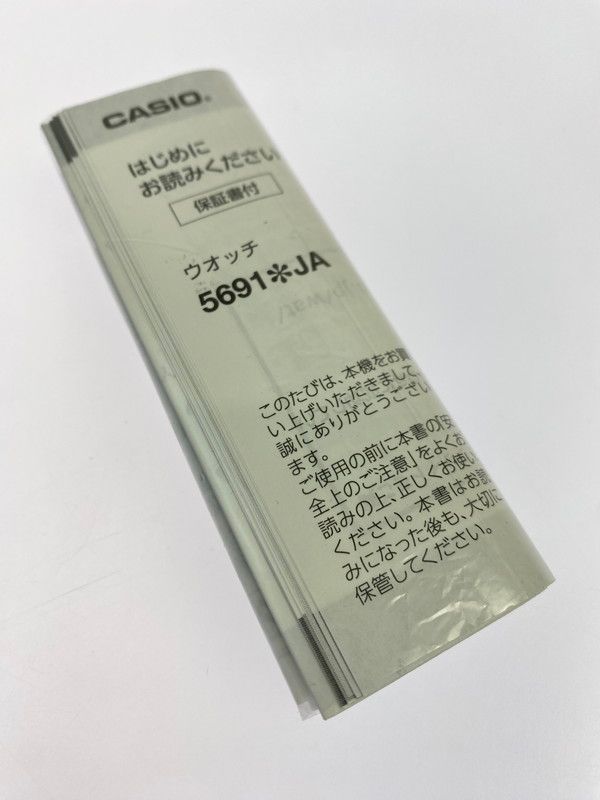 CASIO®
はじめに
お読みください
保証書付
ウオッチ
5691✽JA
このたびは、本機をお買
い上げいただきまして、
誠にありがとうござい
ます。
ご使用の前に本書の「安
全上のご注意」をよくお
読みの上、正しくお使い
ください。本書はお読
みになった後も、大切に
保管してください。